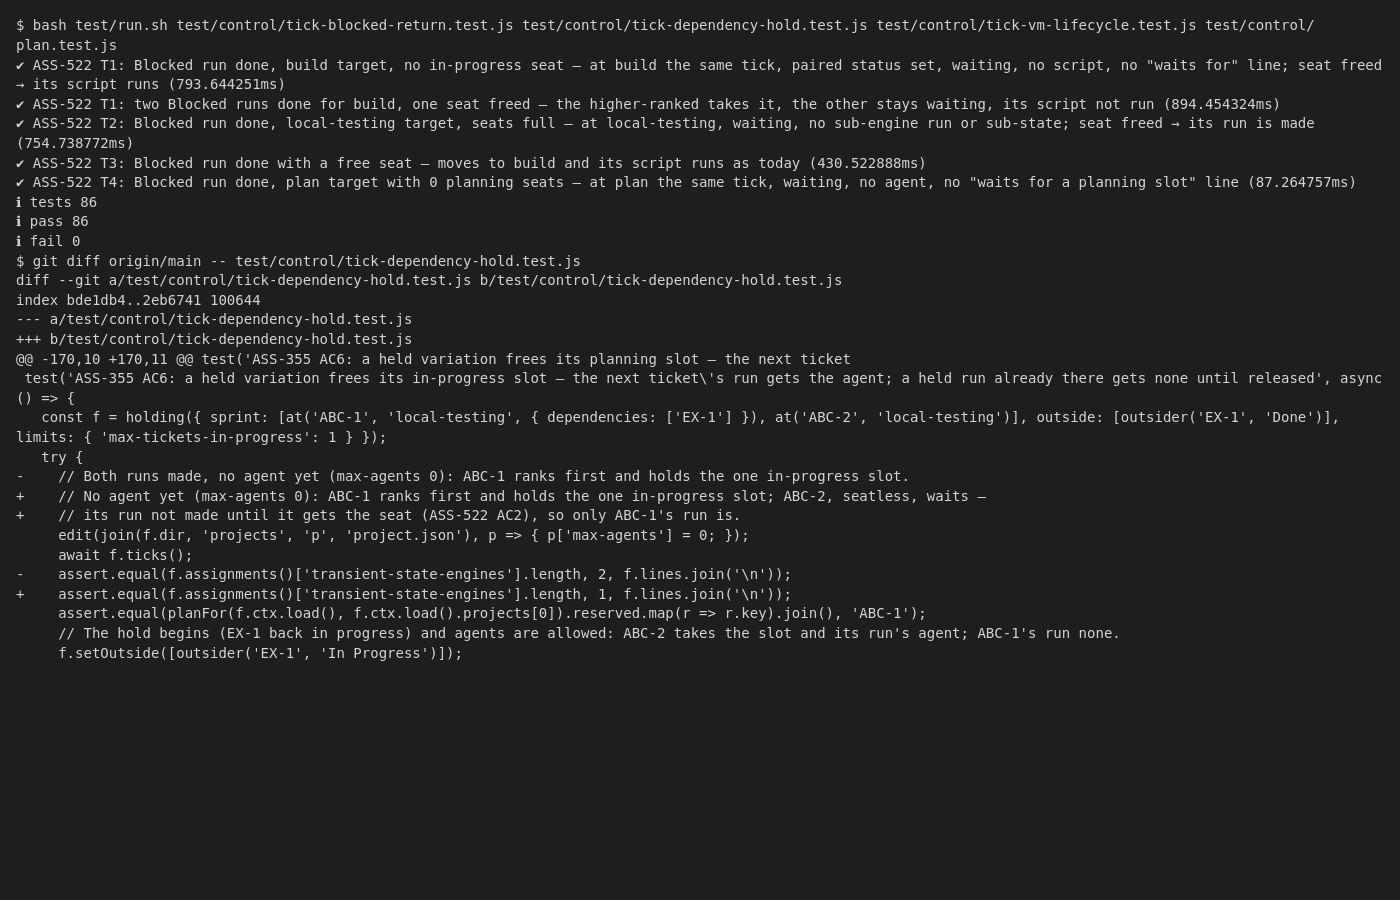 $ bash test/run.sh test/control/tick-blocked-return.test.js test/control/tick-dependency-hold.test.js test/control/tick-vm-lifecycle.test.js test/control/
plan.test.js
✔ ASS-522 T1: Blocked run done, build target, no in-progress seat — at build the same tick, paired status set, waiting, no script, no "waits for" line; seat freed
→ its script runs (793.644251ms)
✔ ASS-522 T1: two Blocked runs done for build, one seat freed — the higher-ranked takes it, the other stays waiting, its script not run (894.454324ms)
✔ ASS-522 T2: Blocked run done, local-testing target, seats full — at local-testing, waiting, no sub-engine run or sub-state; seat freed → its run is made
(754.738772ms)
✔ ASS-522 T3: Blocked run done with a free seat — moves to build and its script runs as today (430.522888ms)
✔ ASS-522 T4: Blocked run done, plan target with 0 planning seats — at plan the same tick, waiting, no agent, no "waits for a planning slot" line (87.264757ms)
ℹ tests 86
ℹ pass 86
ℹ fail 0
$ git diff origin/main -- test/control/tick-dependency-hold.test.js
diff --git a/test/control/tick-dependency-hold.test.js b/test/control/tick-dependency-hold.test.js
index bde1db4..2eb6741 100644
--- a/test/control/tick-dependency-hold.test.js
+++ b/test/control/tick-dependency-hold.test.js
@@ -170,10 +170,11 @@ test('ASS-355 AC6: a held variation frees its planning slot — the next ticket
 test('ASS-355 AC6: a held variation frees its in-progress slot — the next ticket\'s run gets the agent; a held run already there gets none until released', async
() => {
   const f = holding({ sprint: [at('ABC-1', 'local-testing', { dependencies: ['EX-1'] }), at('ABC-2', 'local-testing')], outside: [outsider('EX-1', 'Done')],
limits: { 'max-tickets-in-progress': 1 } });
   try {
-    // Both runs made, no agent yet (max-agents 0): ABC-1 ranks first and holds the one in-progress slot.
+    // No agent yet (max-agents 0): ABC-1 ranks first and holds the one in-progress slot; ABC-2, seatless, waits —
+    // its run not made until it gets the seat (ASS-522 AC2), so only ABC-1's run is.
     edit(join(f.dir, 'projects', 'p', 'project.json'), p => { p['max-agents'] = 0; });
     await f.ticks();
-    assert.equal(f.assignments()['transient-state-engines'].length, 2, f.lines.join('\n'));
+    assert.equal(f.assignments()['transient-state-engines'].length, 1, f.lines.join('\n'));
     assert.equal(planFor(f.ctx.load(), f.ctx.load().projects[0]).reserved.map(r => r.key).join(), 'ABC-1');
     // The hold begins (EX-1 back in progress) and agents are allowed: ABC-2 takes the slot and its run's agent; ABC-1's run none.
     f.setOutside([outsider('EX-1', 'In Progress')]);